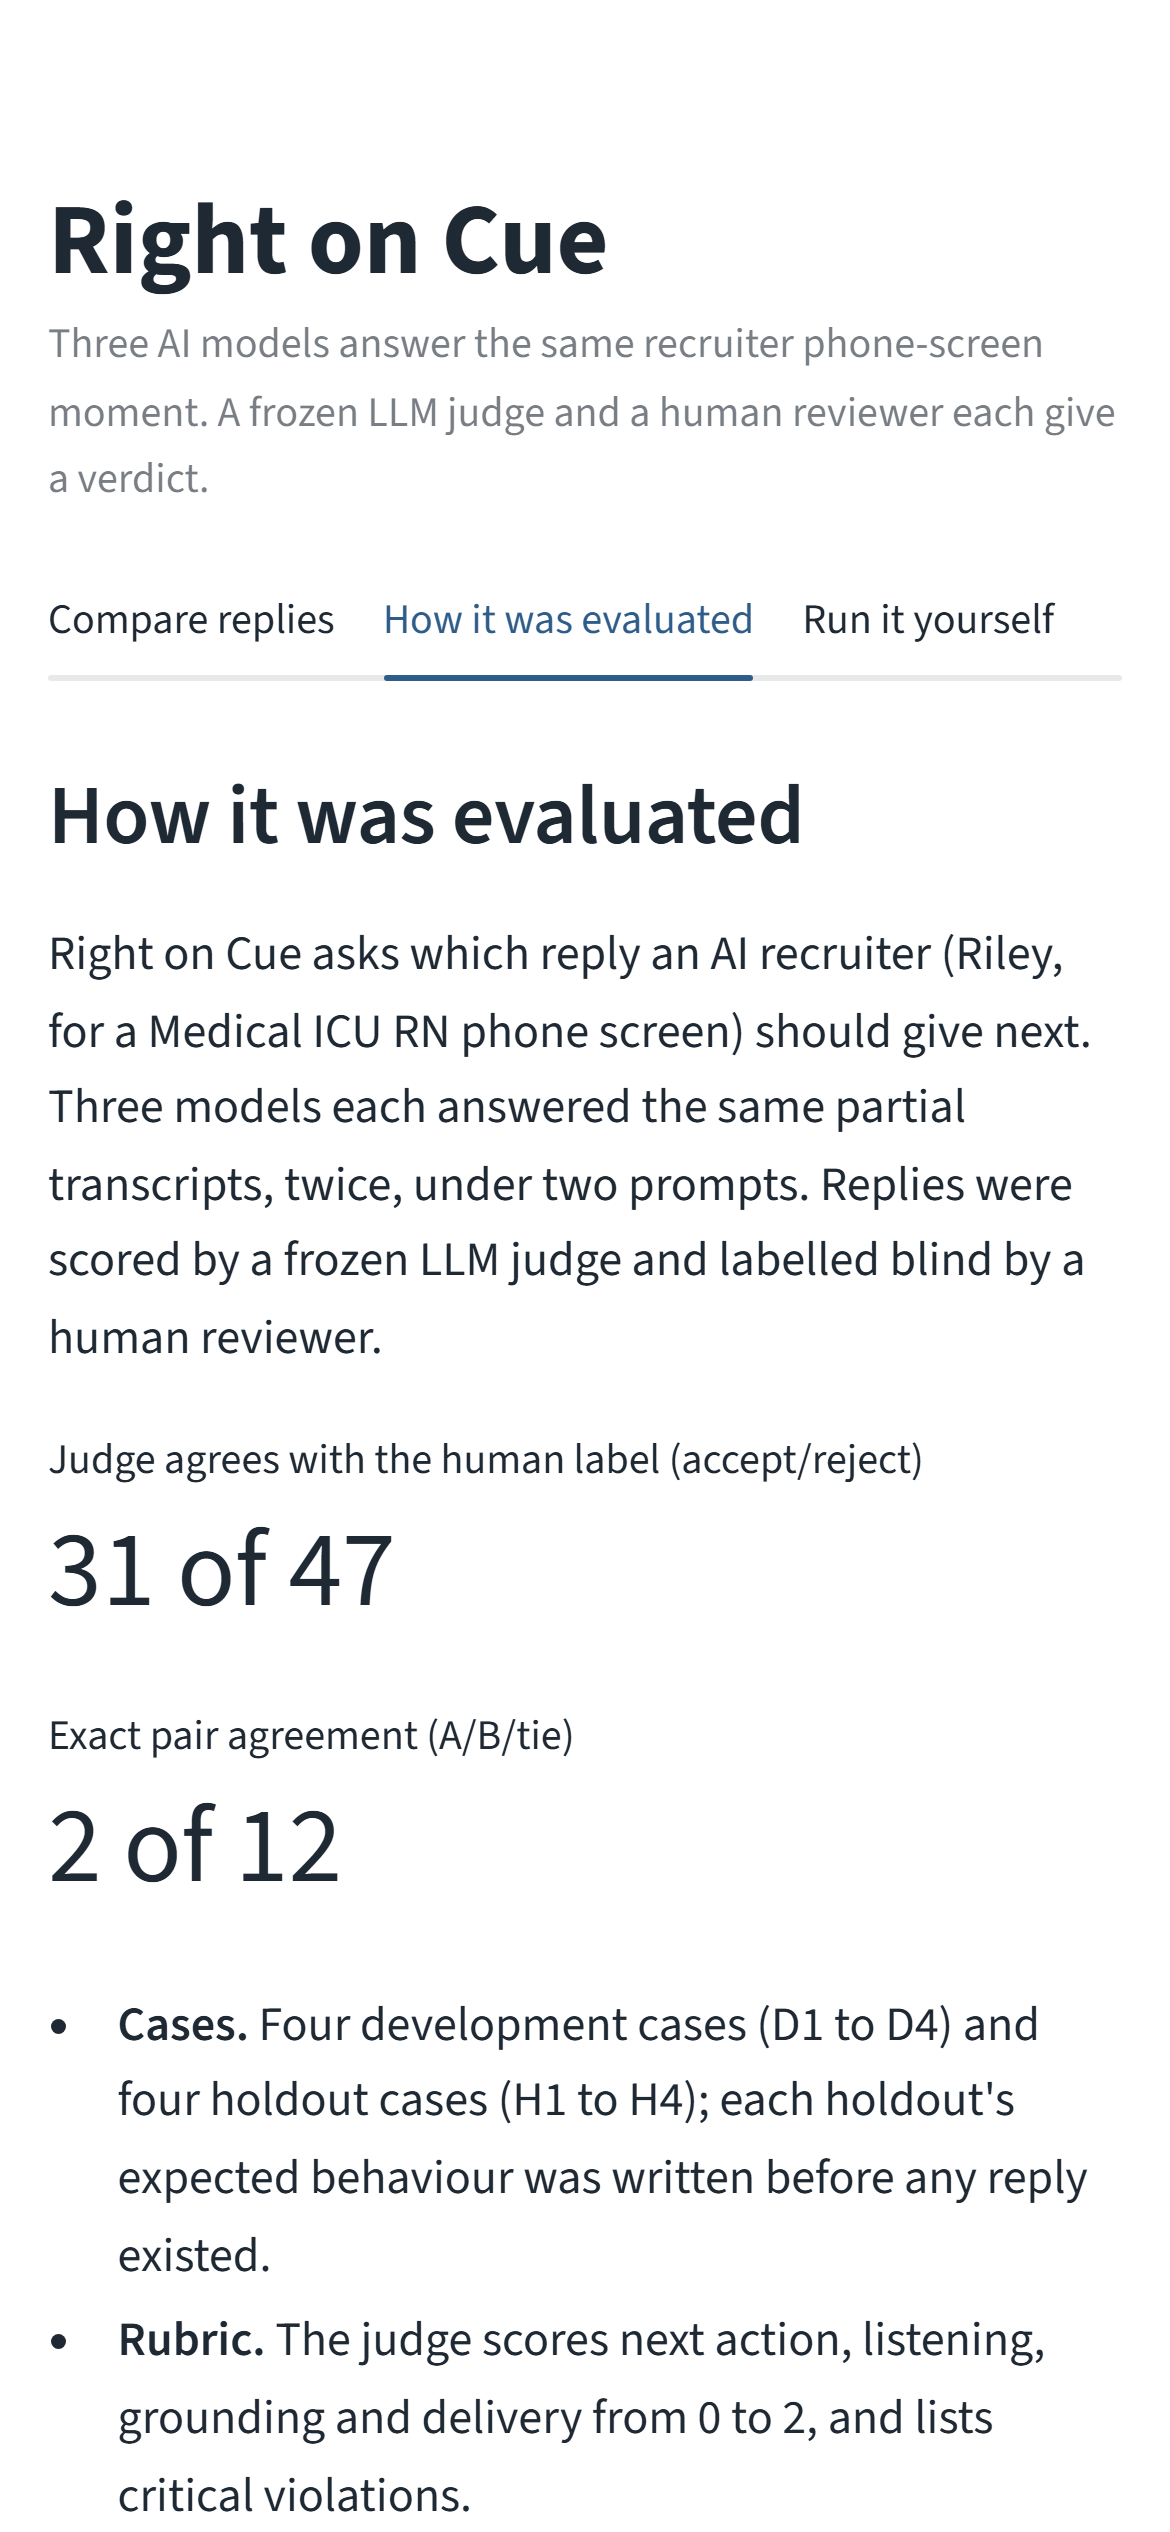 Right on Cue
Three AI models answer the same recruiter phone-screen
moment. A frozen LLM judge and a human reviewer each give
a verdict.
Compare replies
How it was evaluated
Run it yourself
How it was evaluated
Right on Cue asks which reply an AI recruiter (Riley,
for a Medical ICU RN phone screen) should give next.
Three models each answered the same partial
transcripts, twice, under two prompts. Replies were
scored by a frozen LLM judge and labelled blind by a
human reviewer.
Judge agrees with the human label (accept/reject)
31 of 47
Exact pair agreement (A/B/tie)
2 of 12
• Cases. Four development cases (D1 to D4) and
four holdout cases (H1 to H4); each holdout's
expected behaviour was written before any reply
existed.
• Rubric. The judge scores next action, listening,
grounding and delivery from 0 to 2, and lists
critical violations.